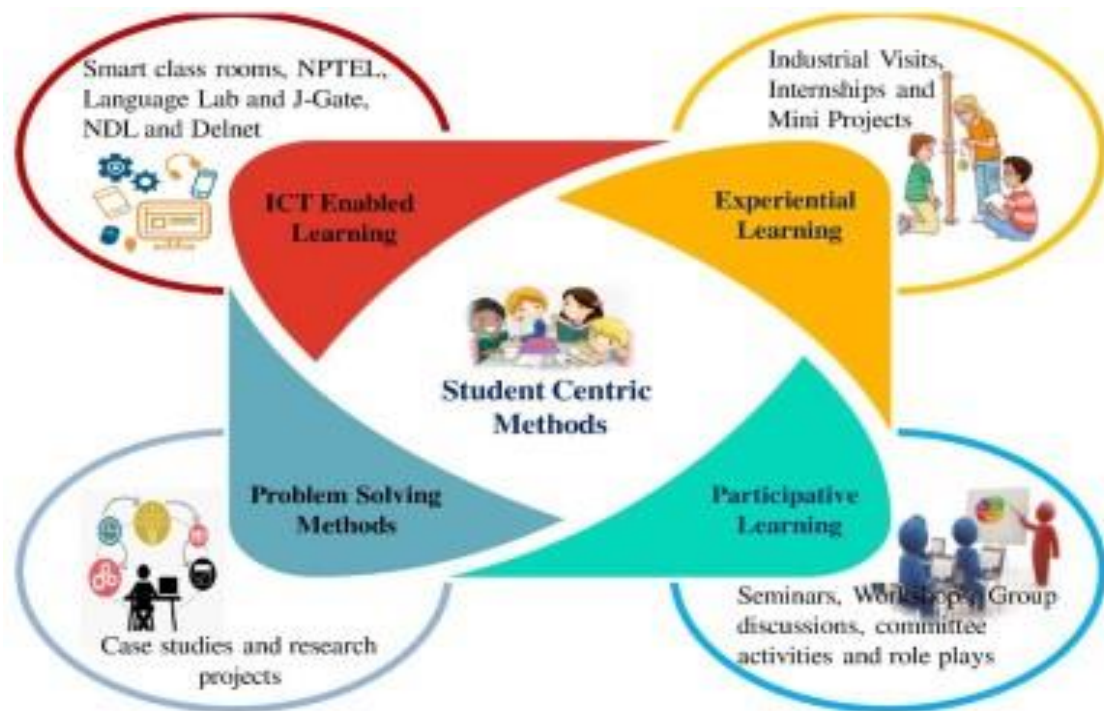 Smart class rooms, NPTEL,
Language Lab and J-Gate,
NDL and Delnet
ICT Enabled
Learning
Industrial Visits,
Internships and
Mini Projects
Experiential
Learning
Student Centric
Methods
Problem Solving
Methods
Case studies and research
projects
Participative
Learning
Seminars, Workshops, Group
discussions, committee
activities and role plays